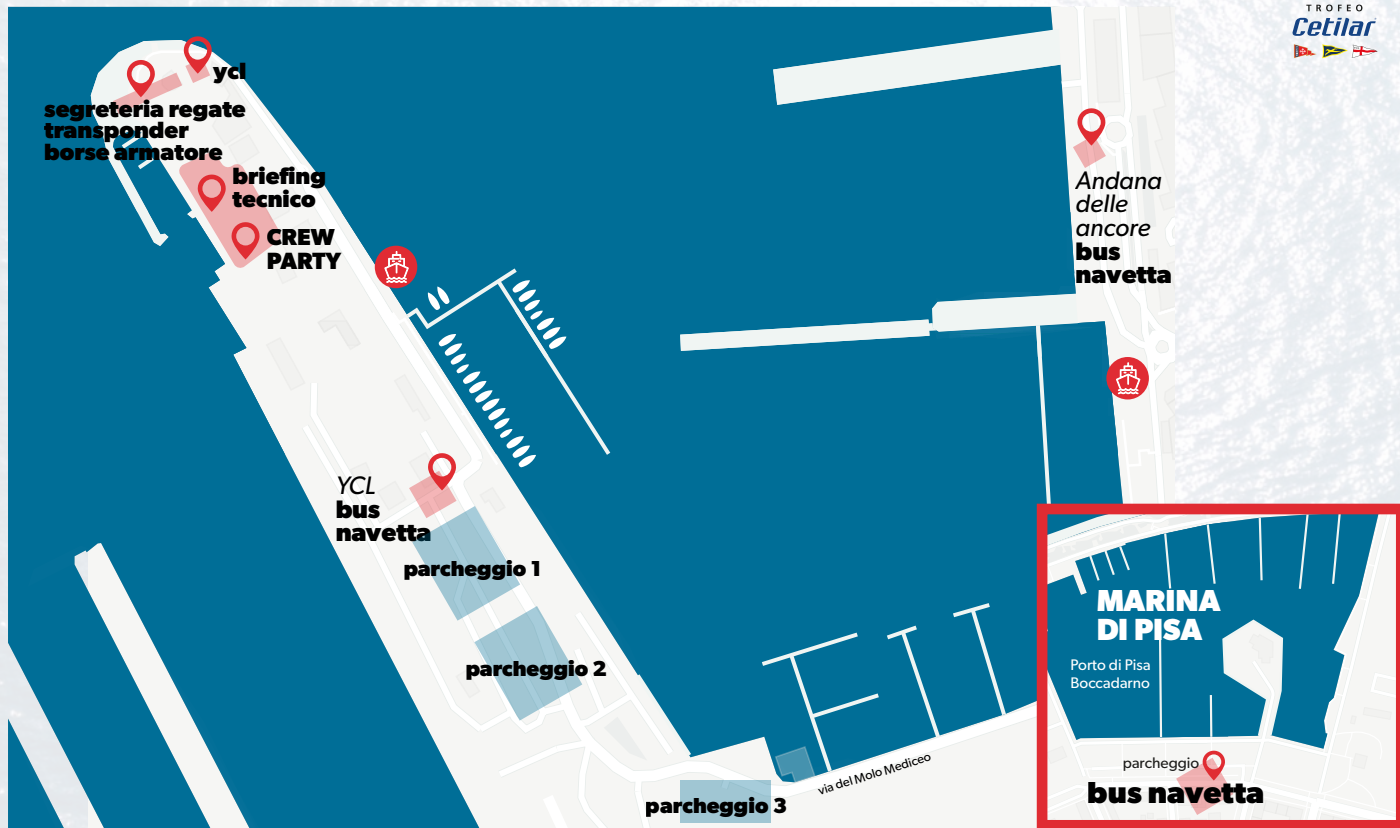 TROFEO
Cetilar
ycl
segreteria regate
transponder
borse armatore
briefing
tecnico
CREW
PARTY
Andana
delle
ancore
bus
navetta
YCL
bus
navetta
parcheggio 1
parcheggio 2
parcheggio 3
via del Molo Mediceo
MARINA
DI PISA
Porto di Pisa
Boccadarno
parcheggio
bus navetta